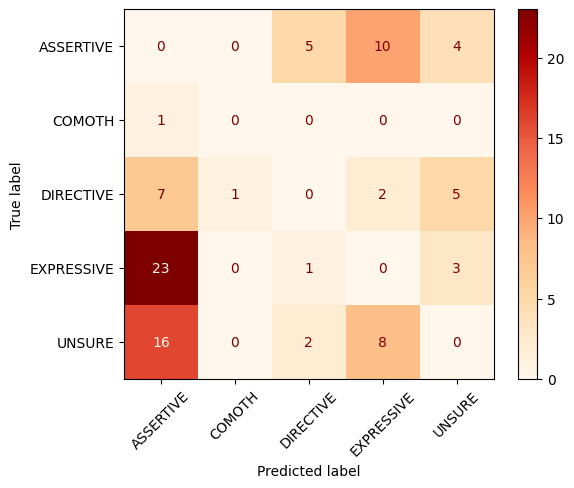 ASSERTIVE 0 0 5 10 4
COMOTH 1 0 0 0 0
DIRECTIVE 7 1 0 2 5
EXPRESSIVE 23 0 1 0 3
UNSURE 16 0 2 8 0
ASSERTIVE COMOTH DIRECTIVE EXPRESSIVE UNSURE
Predicted label
True label
20
15
10
5
0